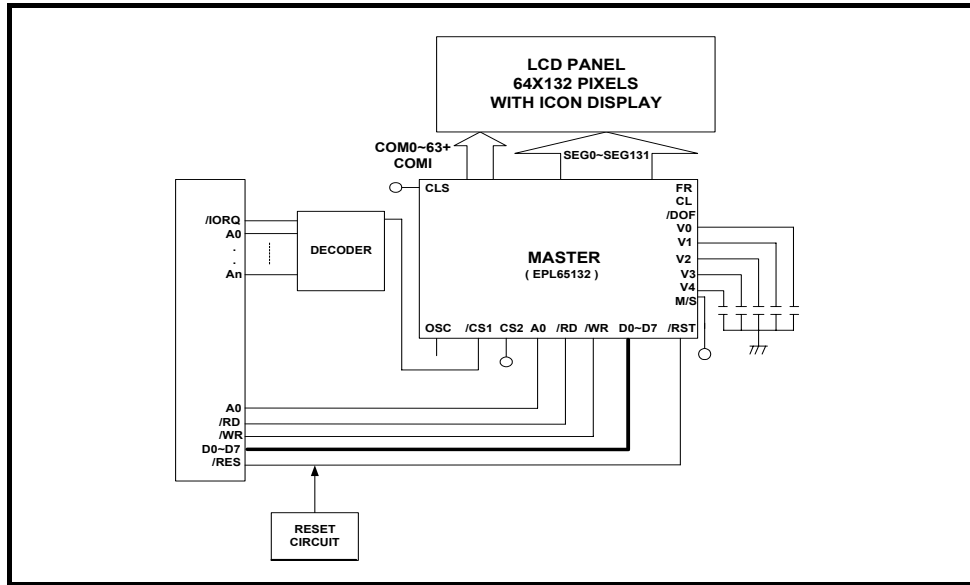 LCD PANEL
64X132 PIXELS
WITH ICON DISPLAY
COM0~63+
COMI
SEG0~SEG131
CLS
FR
CL
/DOF
V0
V1
V2
V3
V4
M/S
MASTER
( EPL65132 )
OSC /CS1 CS2 A0 /RD /WR D0~D7 /RST
/IORQ
A0
.
.
An
DECODER
A0
/RD
/WR
D0~D7
/RES
RESET
CIRCUIT